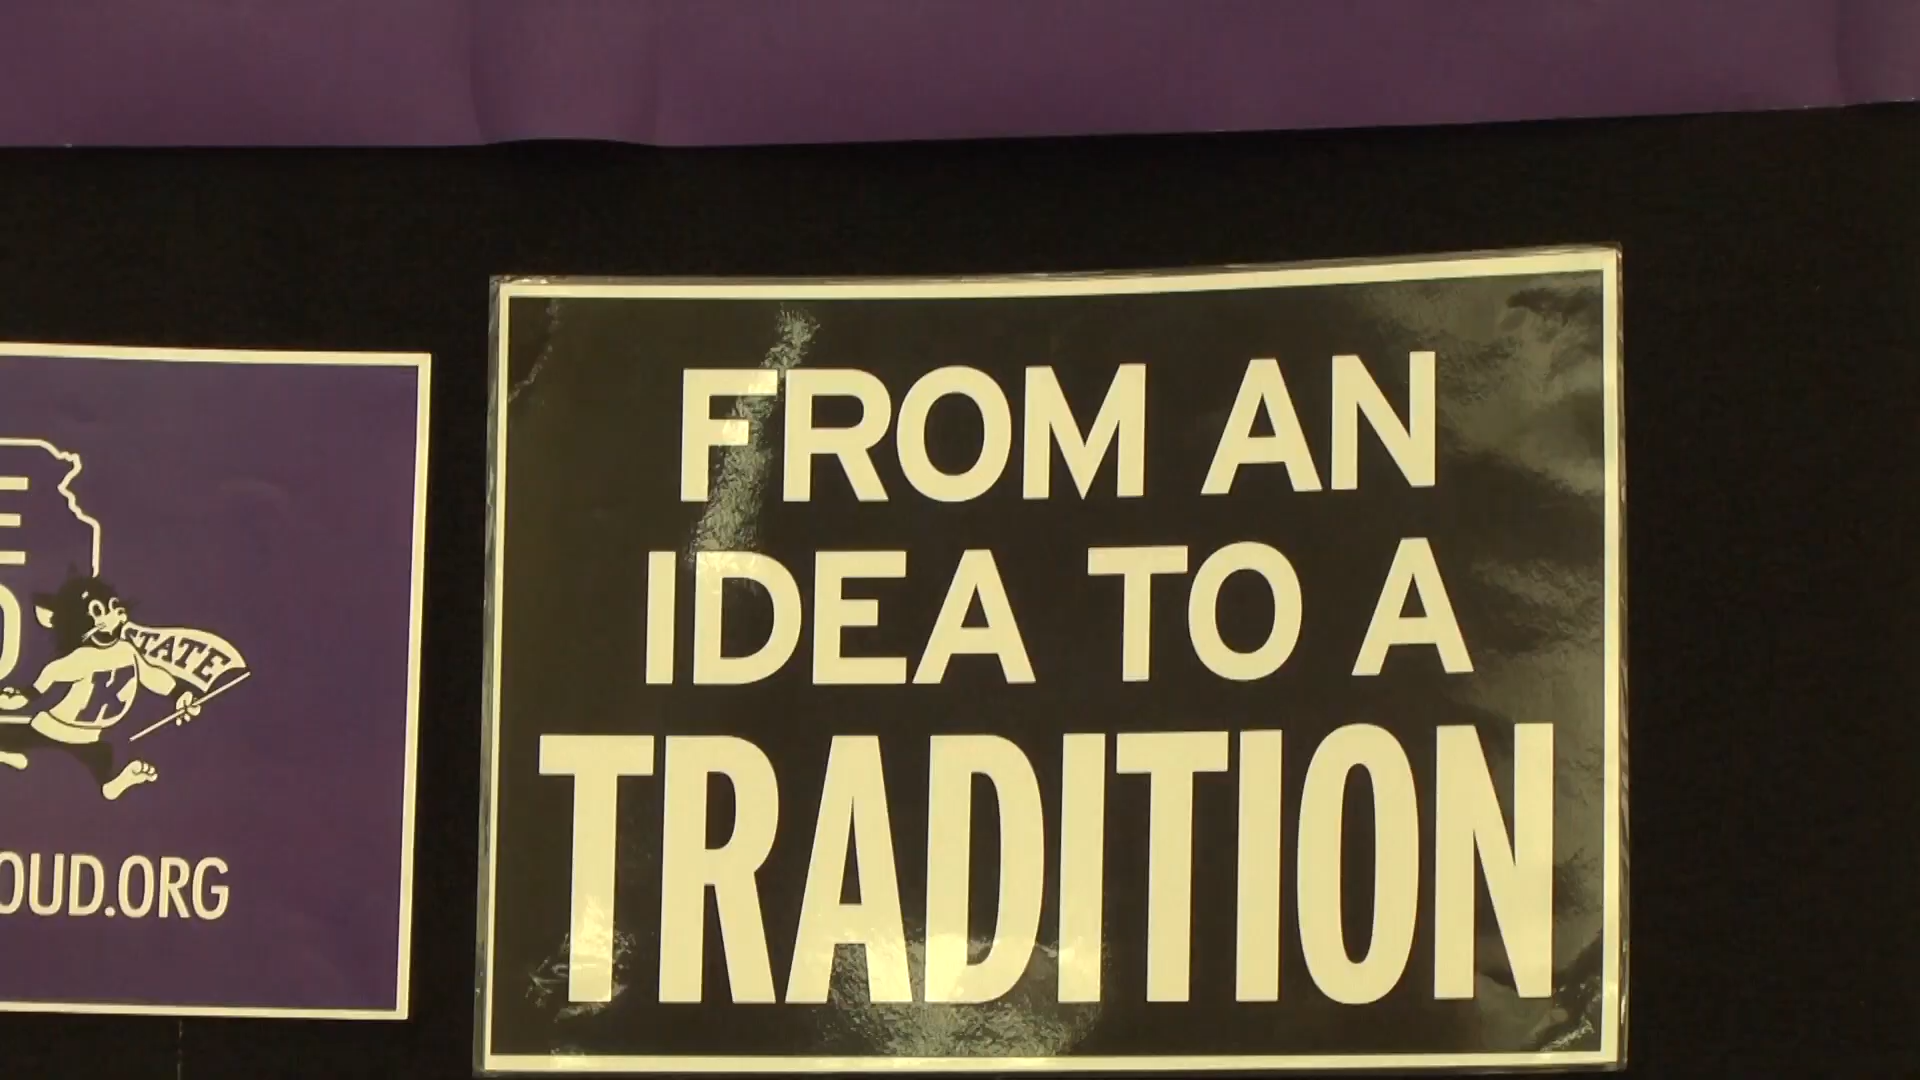 FROM AN
IDEA TO A
TRADITION
STATE
K
OUD.ORG